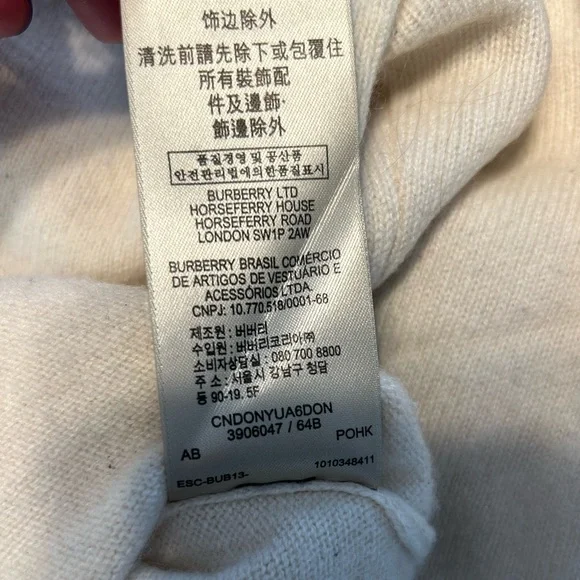 饰边除外
清洗前請先除下或包覆住
所有裝飾配
件及邊飾·
飾邊除外
품질경영 및 공산품
안전관리법에의한품질표시
BURBERRY LTD
HORSEFERRY HOUSE
HORSEFERRY ROAD
LONDON SW1P 2AW
BURBERRY BRASIL COMÉRCIO
DE ARTIGOS DE VESTUÁRIO E
ACESSÓRIOS LTDA.
CNPJ: 10.770.518/0001-68
제조원 : 버버리
수입원 : 버버리코리아㈜
소비자상담실 : 080 700 8800
주 소 : 서울시 강남구 청담
동 90-19. 5F
CNDONYUA6DON
3906047 / 64B
AB POHK
ESC-BUB13- 1010348411